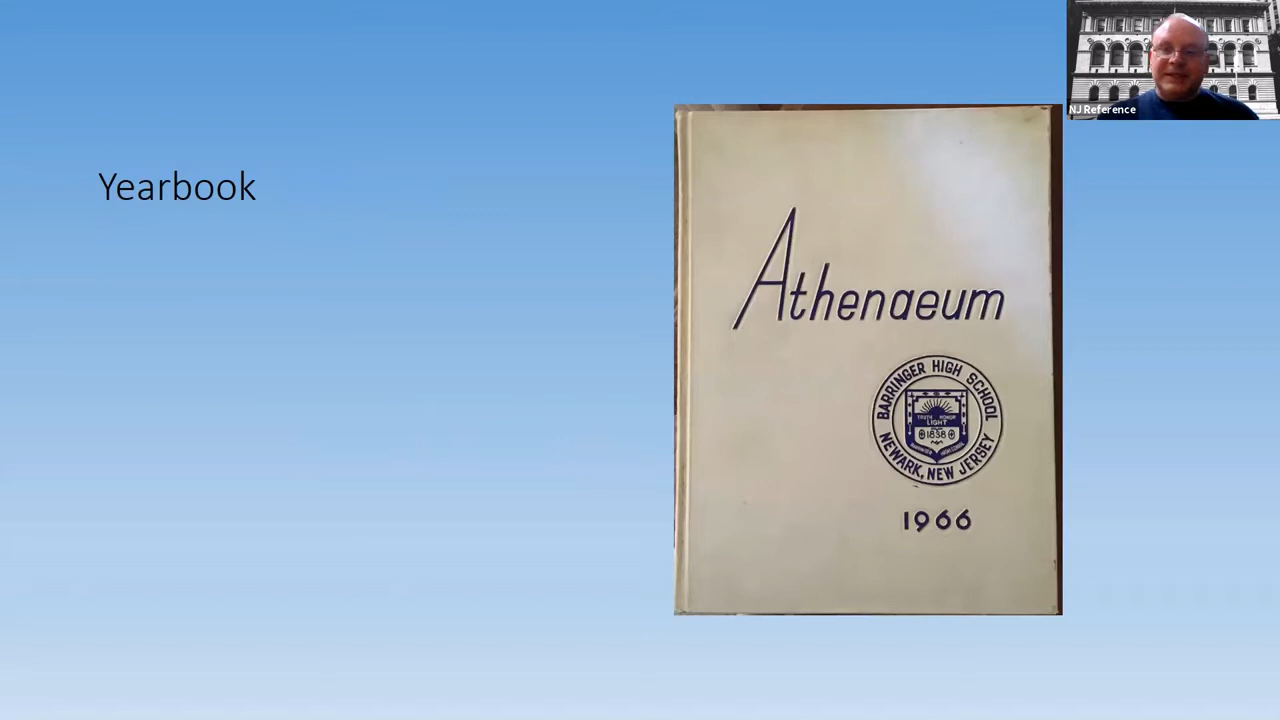 NJ Reference
Yearbook
Athenaeum
BARRINGER HIGH SCHOOL
TRUTH HONOR
LIGHT
1838
NEWARK, NEW JERSEY
1966